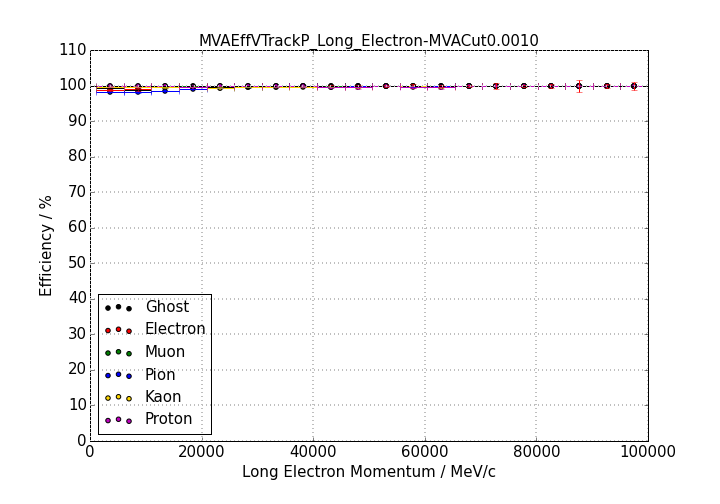 MVAEffVTrackP_Long_Electron-MVACut0.0010
110
100
90
80
70
60
50
40
30
20
10
0
Efficiency / %
Ghost
Electron
Muon
Pion
Kaon
Proton
0 20000 40000 60000 80000 100000
Long Electron Momentum / MeV/c